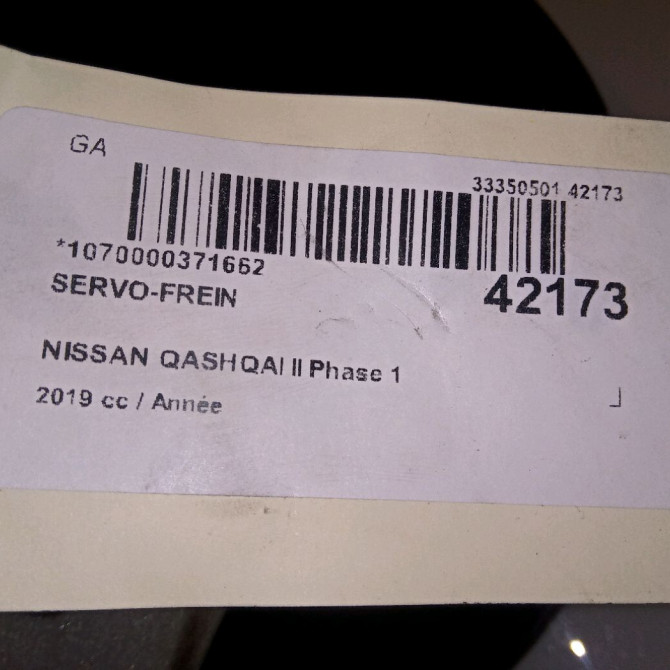 GA
33350501 42173
*1070000371662
42173
SERVO-FREIN
NISSAN QASHQAI II Phase 1
2019 cc / Année